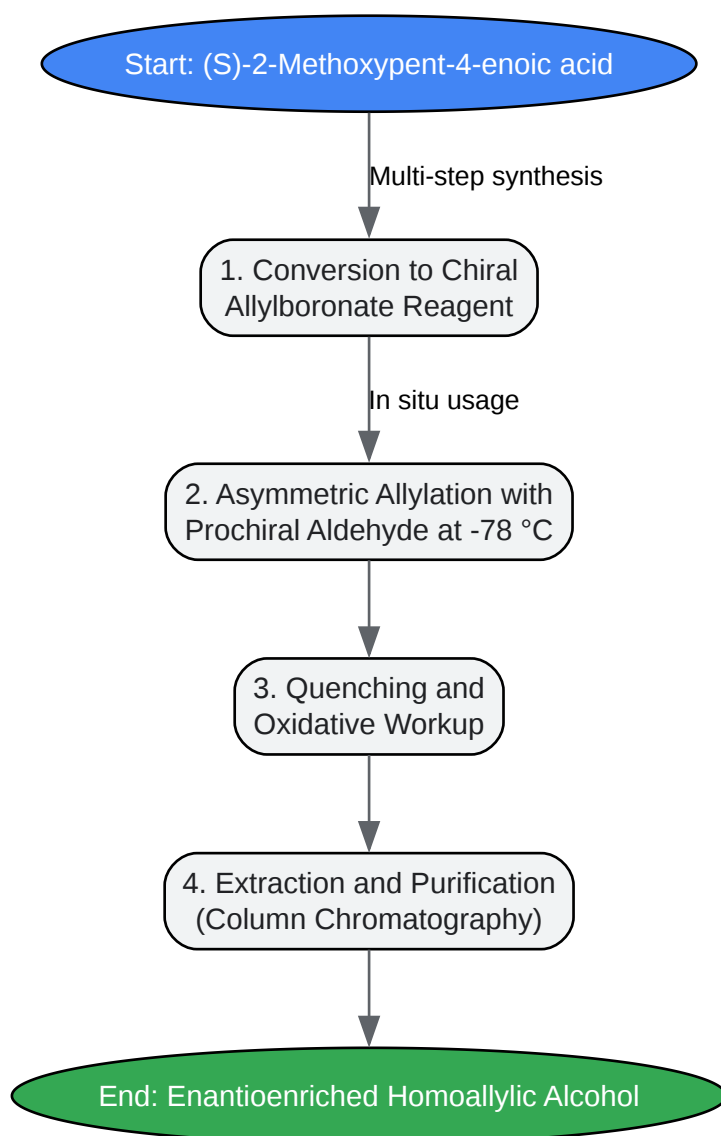 Start: (S)-2-Methoxypent-4-enoic acid
Multi-step synthesis
1. Conversion to Chiral
Allylboronate Reagent
In situ usage
2. Asymmetric Allylation with
Prochiral Aldehyde at -78 °C
3. Quenching and
Oxidative Workup
4. Extraction and Purification
(Column Chromatography)
End: Enantioenriched Homoallylic Alcohol